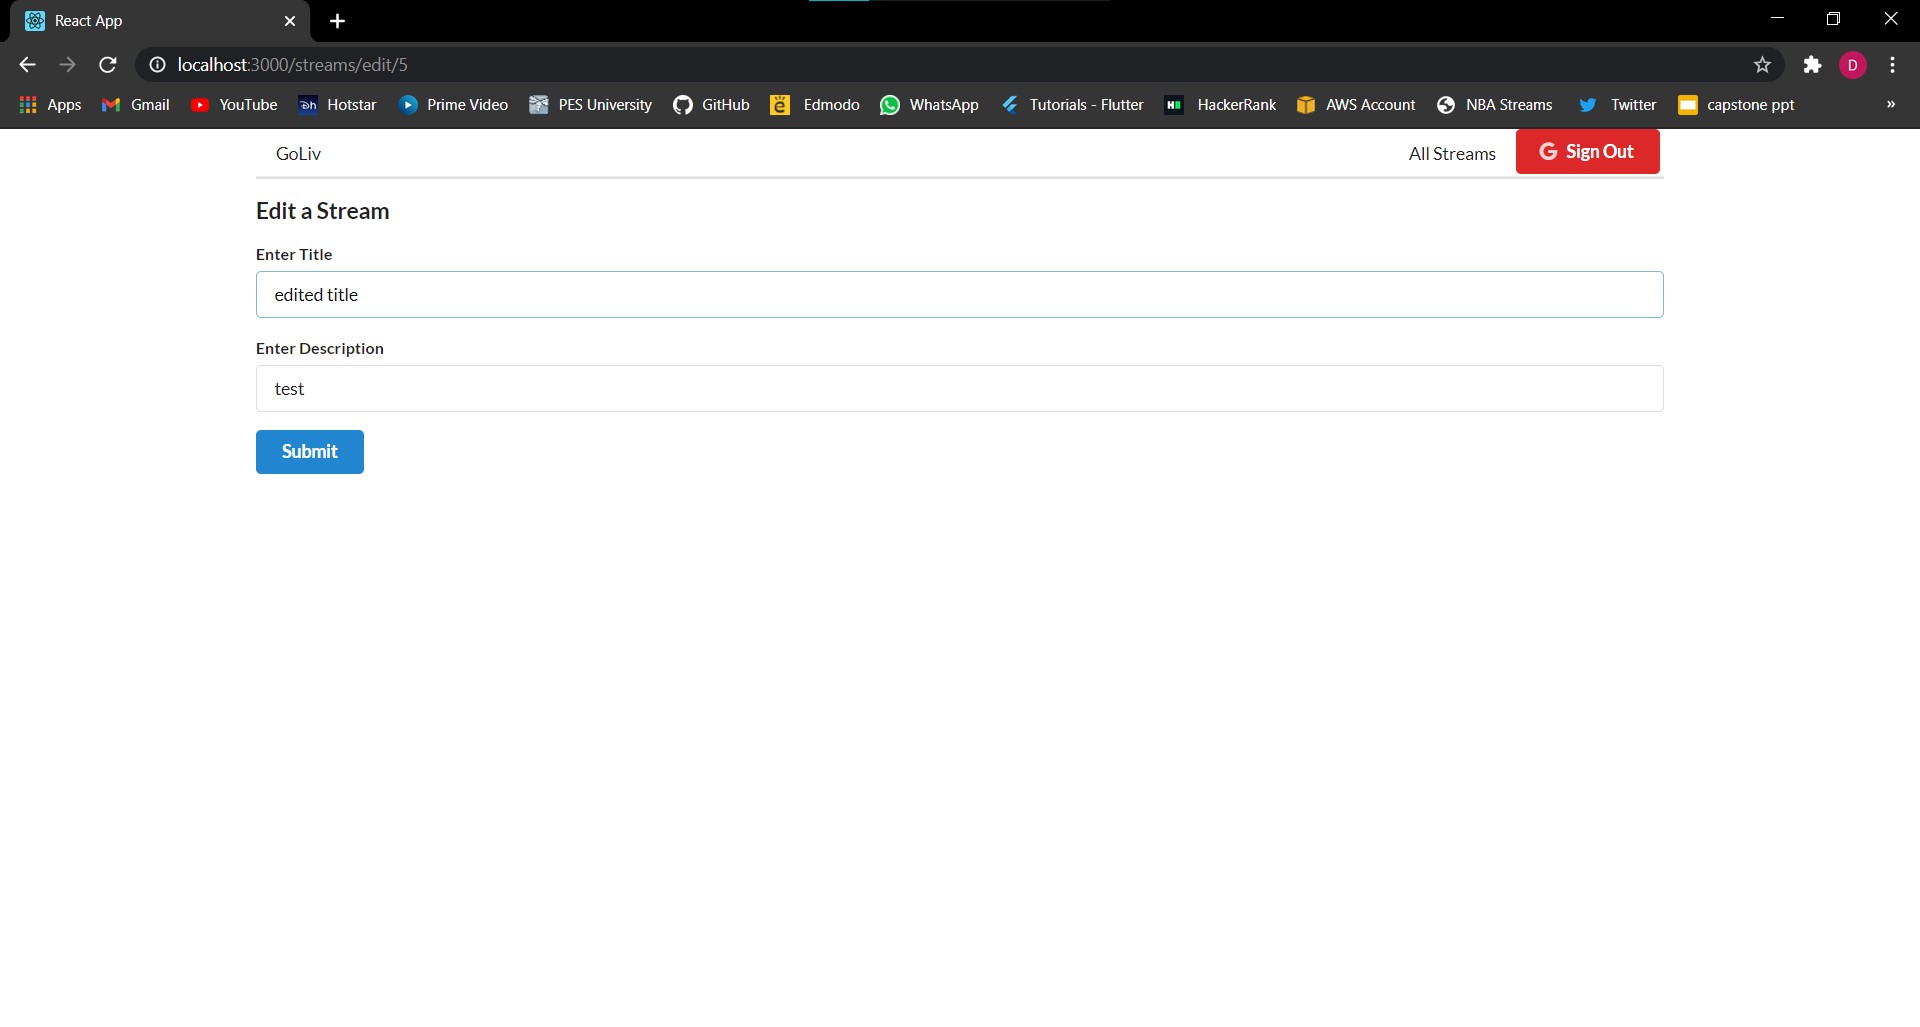 React App
localhost:3000/streams/edit/5
D
Apps Gmail YouTube Hotstar Prime Video PES University GitHub Edmodo WhatsApp Tutorials - Flutter HackerRank AWS Account NBA Streams Twitter capstone ppt »
GoLiv All Streams Sign Out
Edit a Stream
Enter Title
edited title
Enter Description
test
Submit